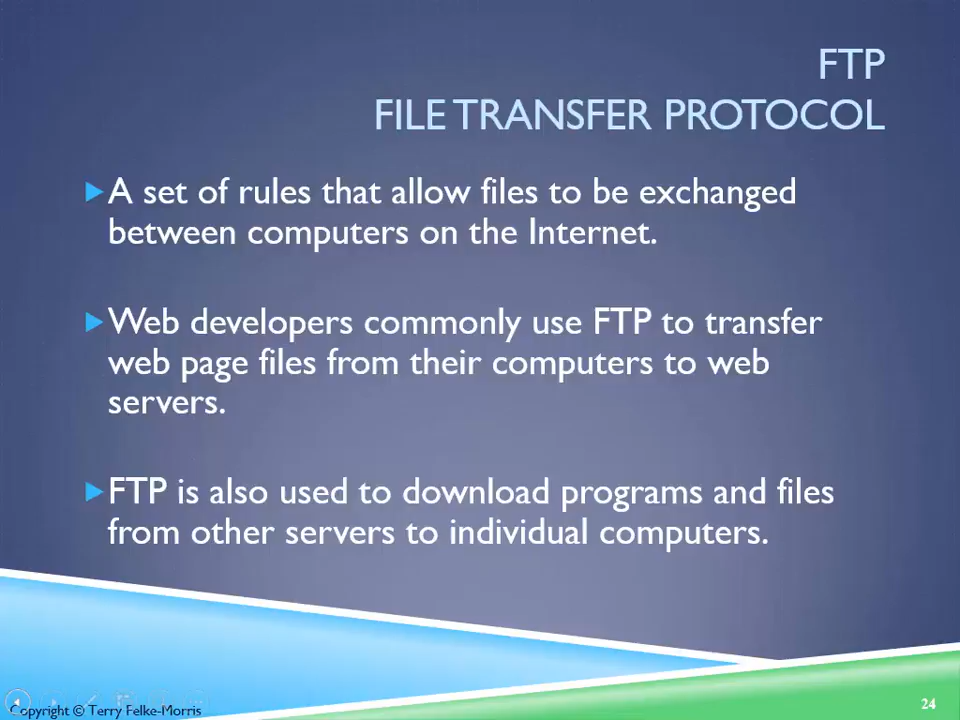 FTP
FILE TRANSFER PROTOCOL
A set of rules that allow files to be exchanged
between computers on the Internet.
Web developers commonly use FTP to transfer
web page files from their computers to web
servers.
FTP is also used to download programs and files
from other servers to individual computers.
Copyright © Terry Felke-Morris
24